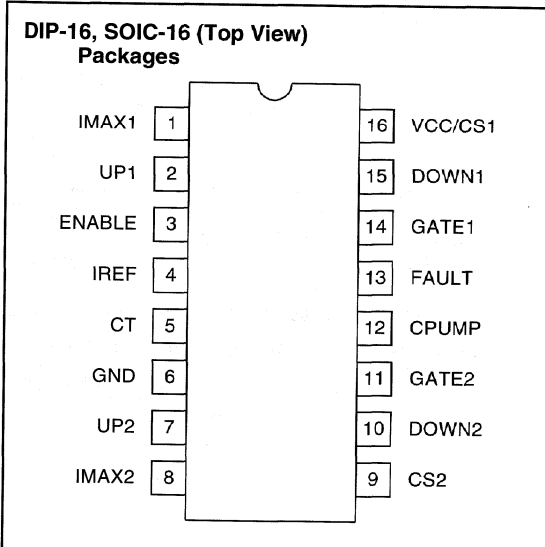 DIP-16, SOIC-16 (Top View)
Packages
IMAX1 1 16 VCC/CS1
UP1 2 15 DOWN1
ENABLE 3 14 GATE1
IREF 4 13 FAULT
CT 5 12 CPUMP
GND 6 11 GATE2
UP2 7 10 DOWN2
IMAX2 8 9 CS2